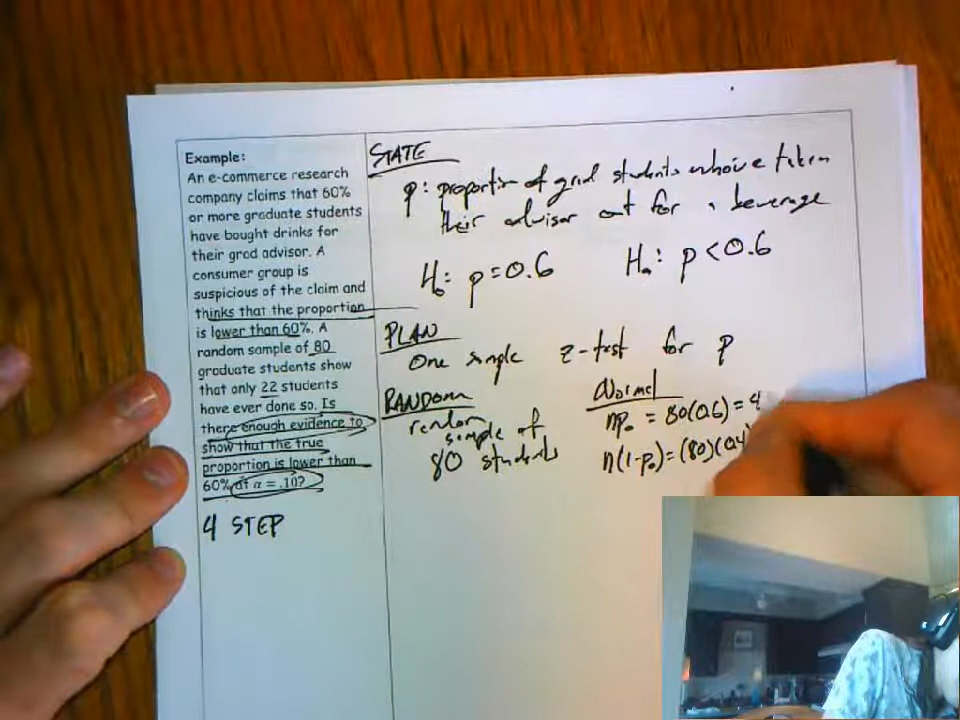 Example:
An e-commerce research
company claims that 60%
or more graduate students
have bought drinks for
their grad advisor. A
consumer group is
suspicious of the claim and
thinks that the proportion
is lower than 60%. A
random sample of 80
graduate students show
that only 22 students
have ever done so. Is
there enough evidence to
show that the true
proportion is lower than
60% at α = .10?
4 STEP
STATE
p: proportion of grad students who've taken
their advisor out for a beverage
H₀: p = 0.6 Hₐ: p < 0.6
PLAN
One sample z-test for p
RANDOM
random
sample of
80 students
Normal
np₀ = 80(0.6) = 4
n(1-p₀) = (80)(0.4